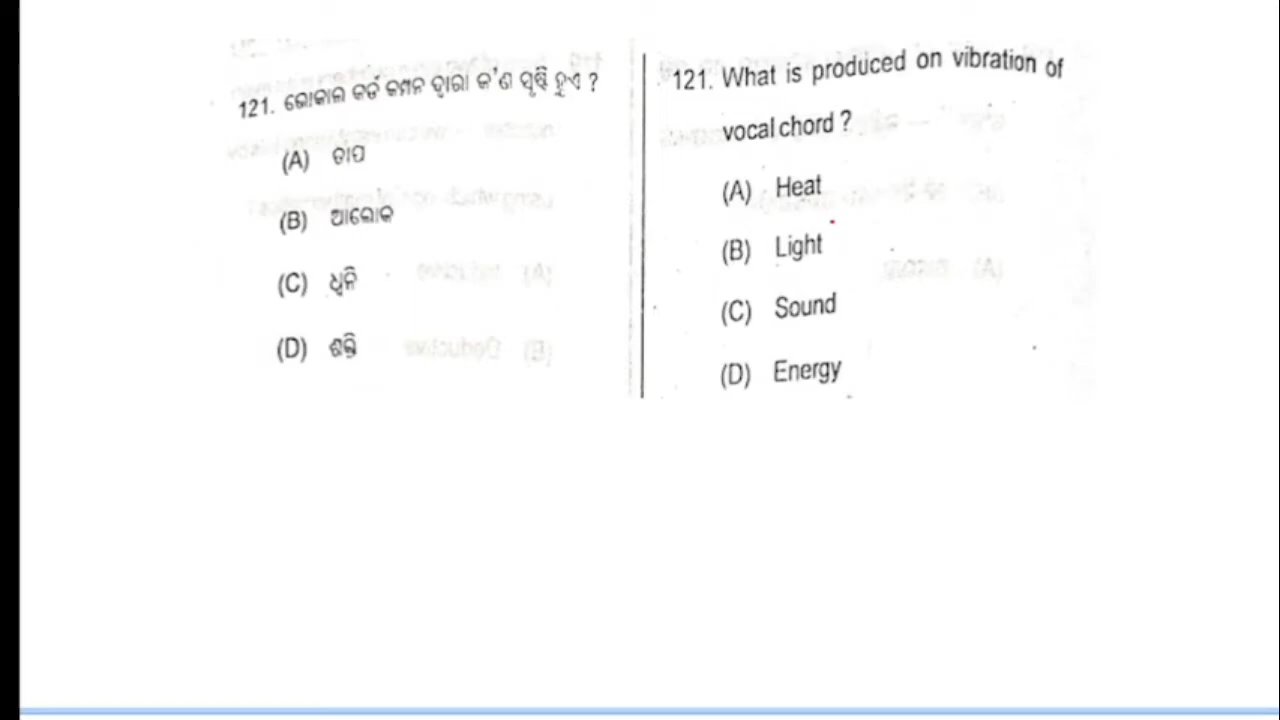 121. ଭୋକାଲ କର୍ଡ କମ୍ପନ ଦ୍ୱାରା କ'ଣ ସୃଷ୍ଟି ହୁଏ ?
(A) ତାପ
(B) ଆଲୋକ
(C) ଧ୍ୱନି
(D) ଶକ୍ତି
121. What is produced on vibration of
vocal chord ?
(A) Heat
(B) Light
(C) Sound
(D) Energy